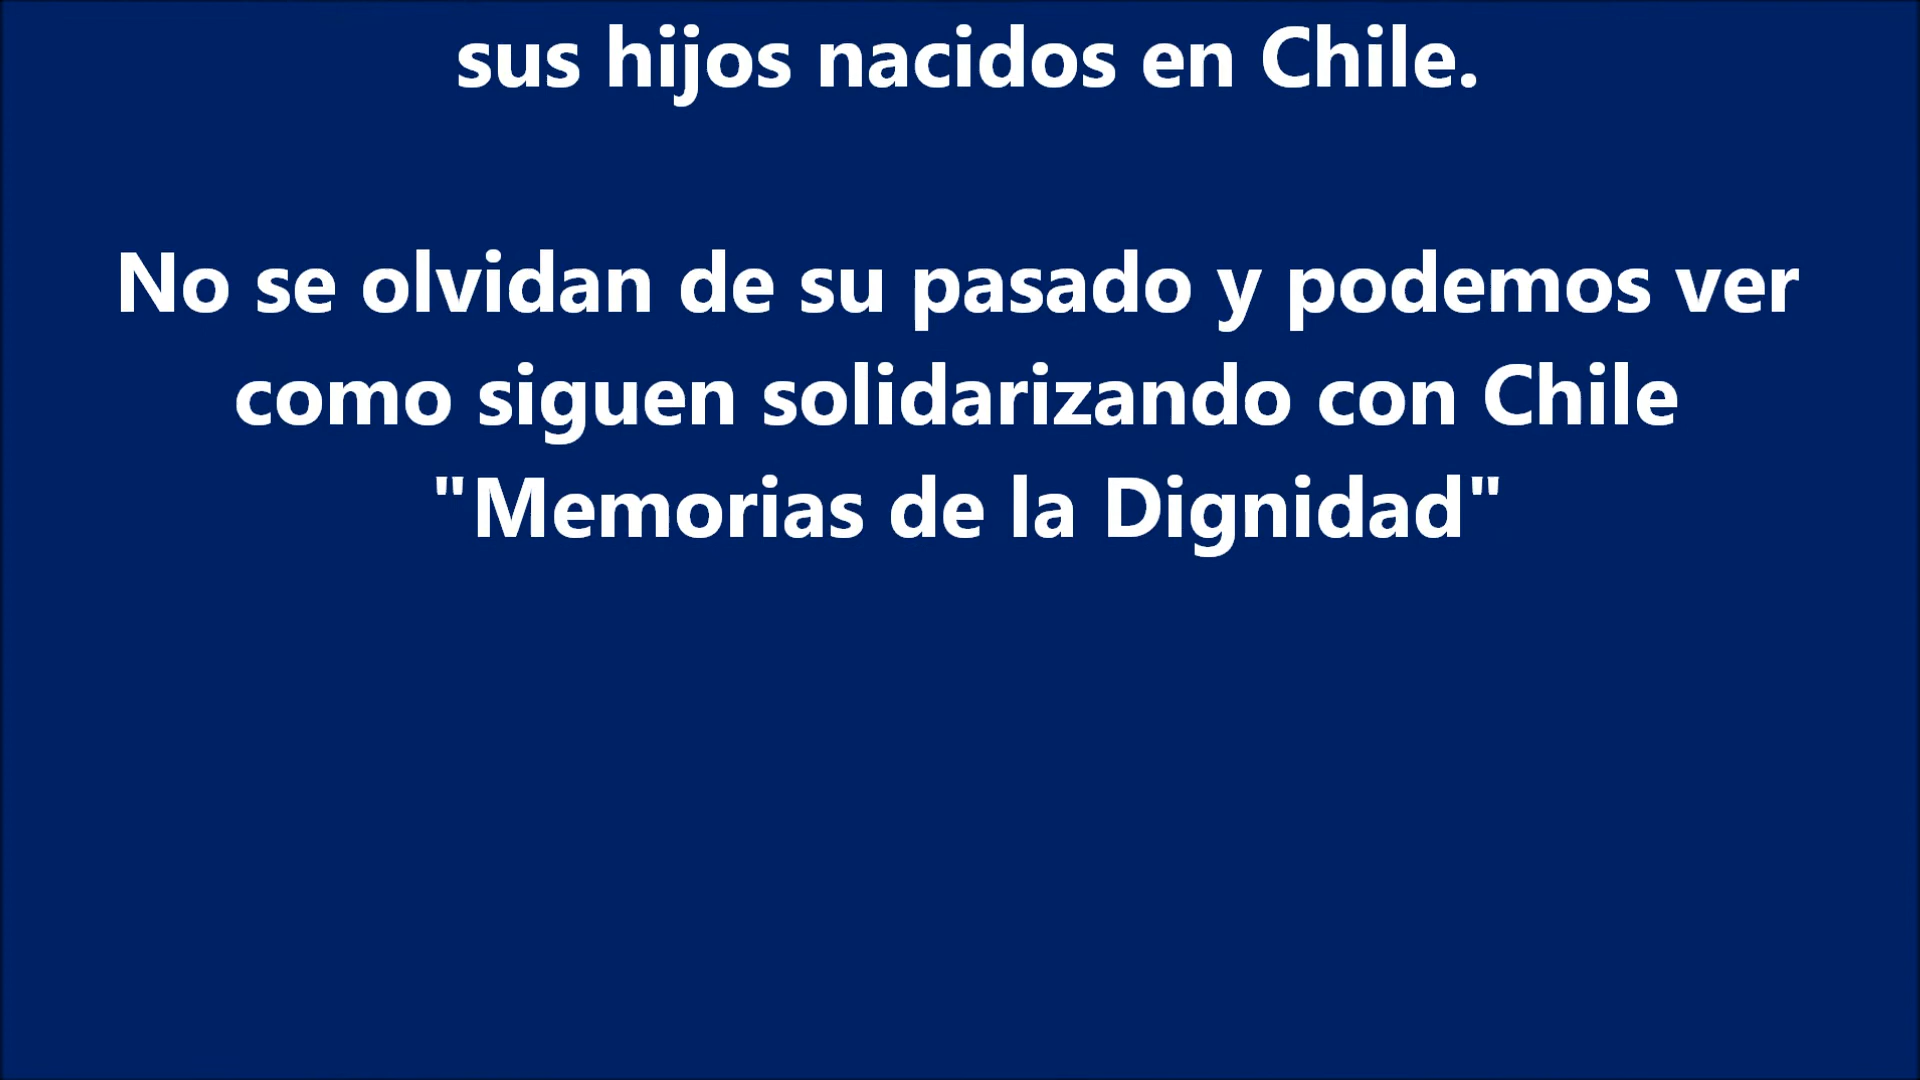 sus hijos nacidos en Chile.
No se olvidan de su pasado y podemos ver
como siguen solidarizando con Chile
"Memorias de la Dignidad"